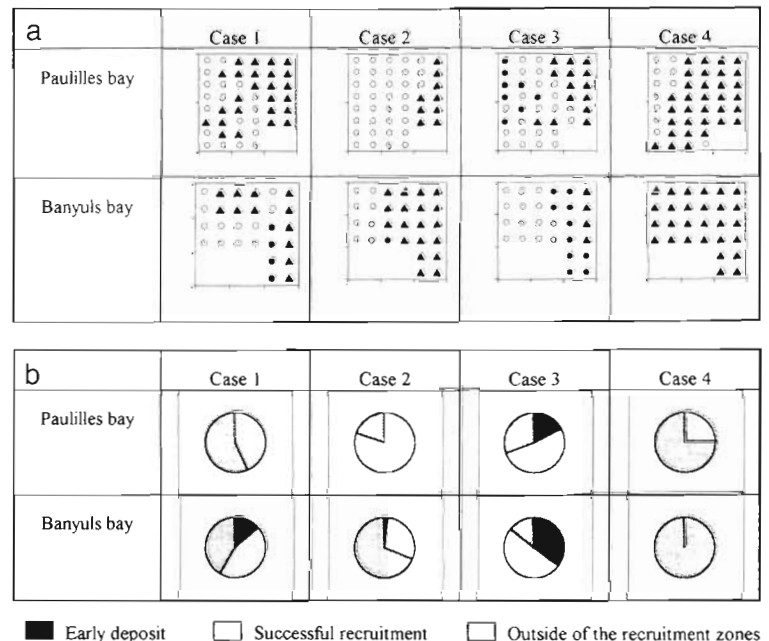 a
Case 1 Case 2 Case 3 Case 4
Paulilles bay
Banyuls bay
b
Case 1 Case 2 Case 3 Case 4
Paulilles bay
Banyuls bay
Early deposit Successful recruitment Outside of the recruitment zones